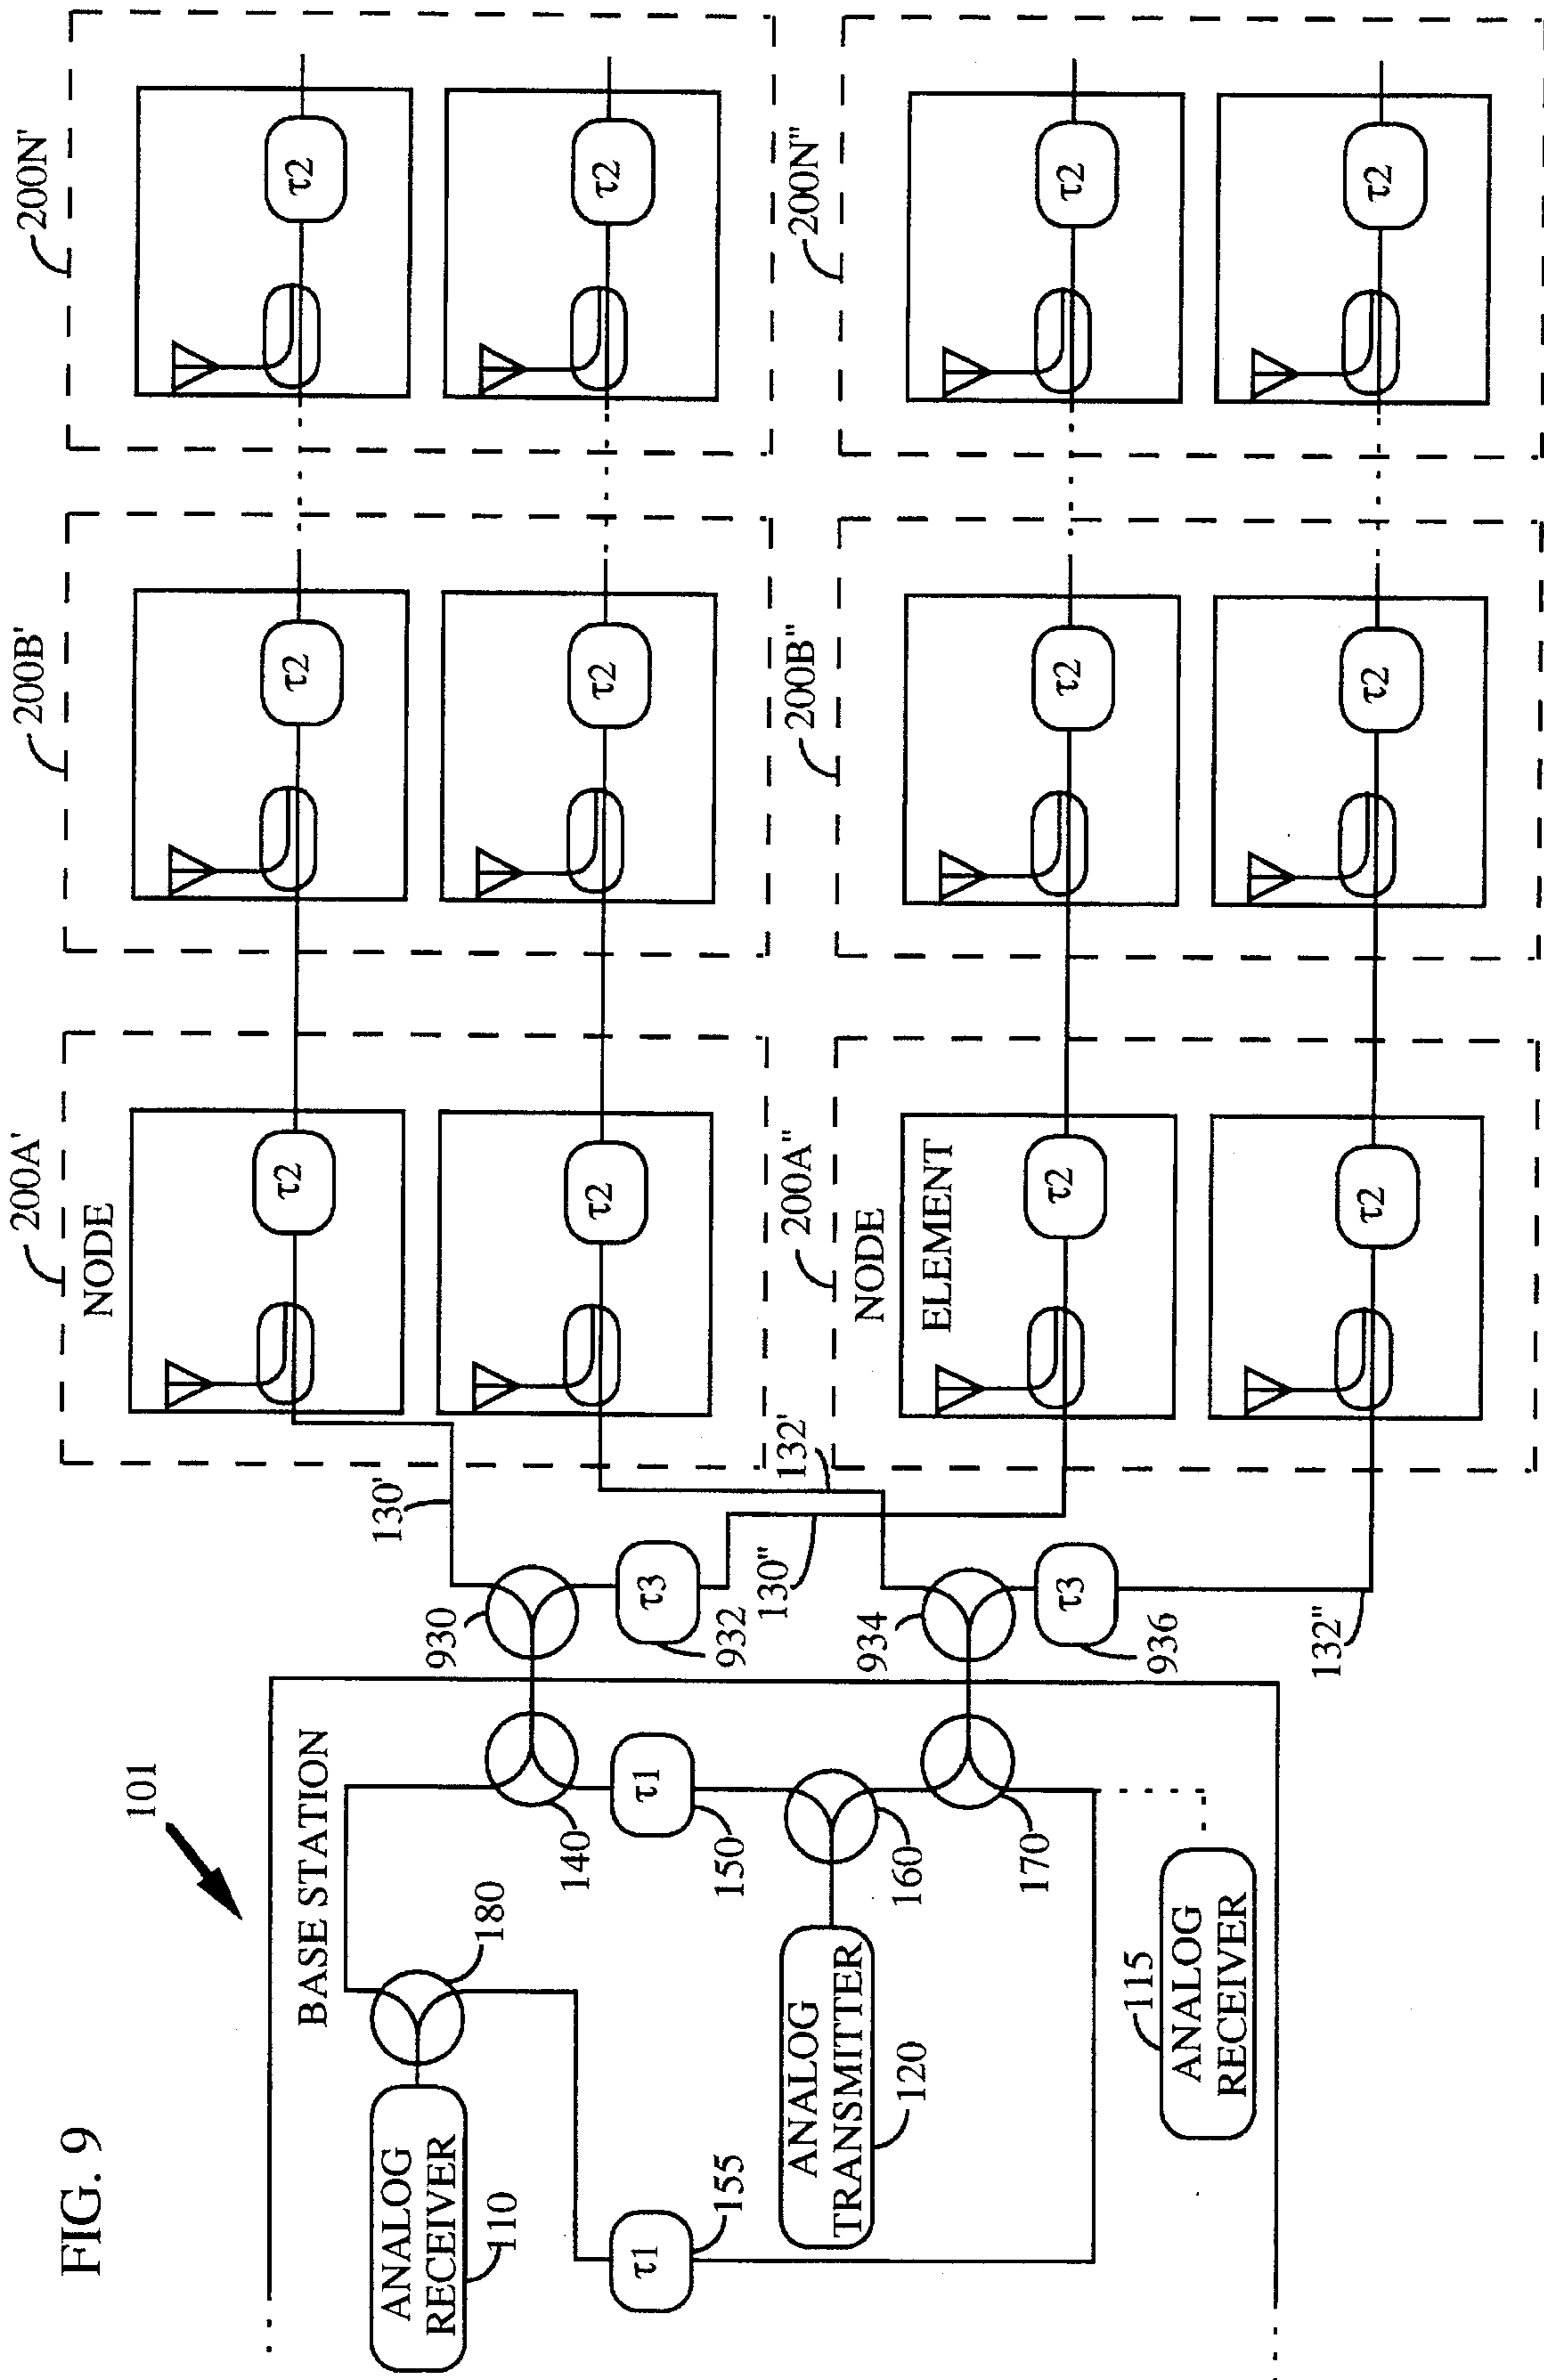 FIG. 9
101
BASE STATION
ANALOG
RECEIVER
110
180
τ1
155
140
τ1
150
ANALOG
TRANSMITTER
120
160
170
115
ANALOG
RECEIVER
930
τ3
932
934
τ3
936
130'
130"
132'
132"
200A'
NODE
τ2
τ2
200B'
τ2
τ2
200N'
τ2
τ2
200A"
NODE
ELEMENT
τ2
τ2
200B"
τ2
τ2
200N"
τ2
τ2